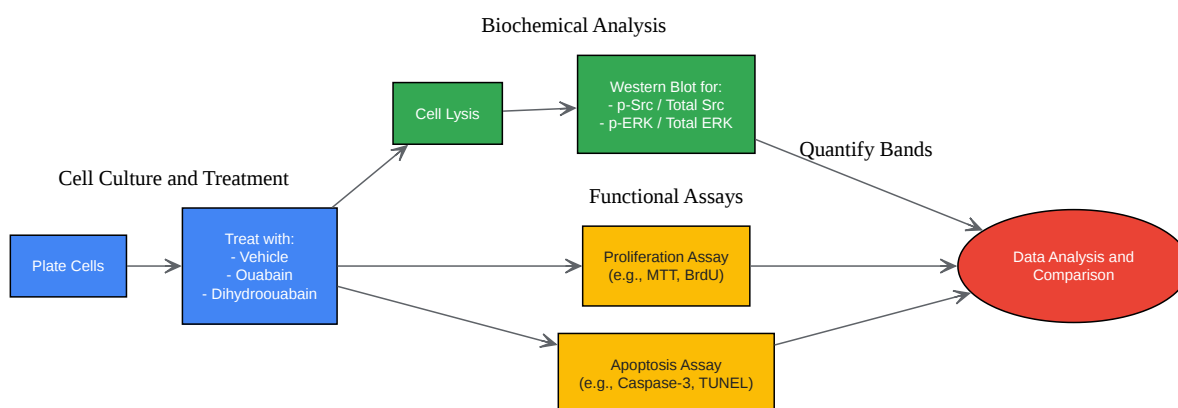 Biochemical Analysis
Western Blot for:
- p-Src / Total Src
- p-ERK / Total ERK
Cell Lysis
Quantify Bands
Cell Culture and Treatment
Functional Assays
Plate Cells
Treat with:
- Vehicle
- Ouabain
- Dihydroouabain
Proliferation Assay
(e.g., MTT, BrdU)
Data Analysis and
Comparison
Apoptosis Assay
(e.g., Caspase-3, TUNEL)